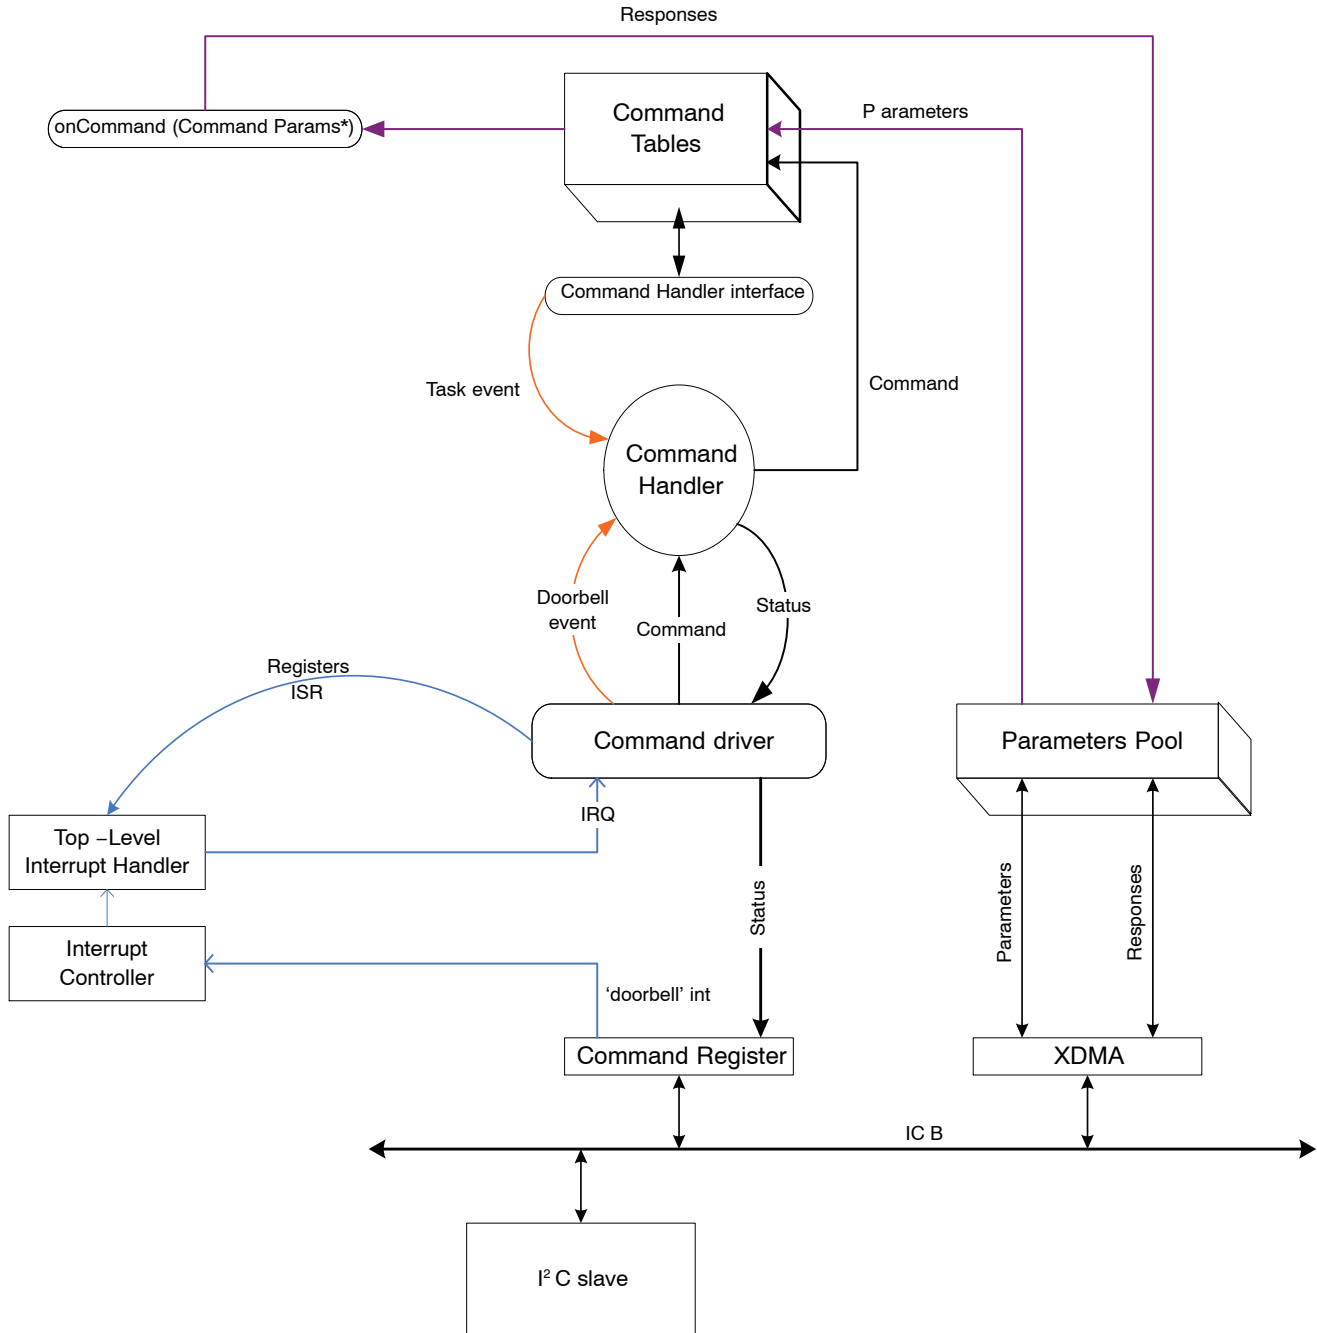 Responses
onCommand (Command Params*)
Command
Tables
P arameters
Command Handler interface
Task event
Command
Command
Handler
Doorbell
event
Command
Status
Registers
ISR
Command driver
Parameters Pool
IRQ
Top –Level
Interrupt Handler
Status
Parameters
Responses
Interrupt
Controller
‘doorbell’ int
Command Register
XDMA
IC B
I² C slave